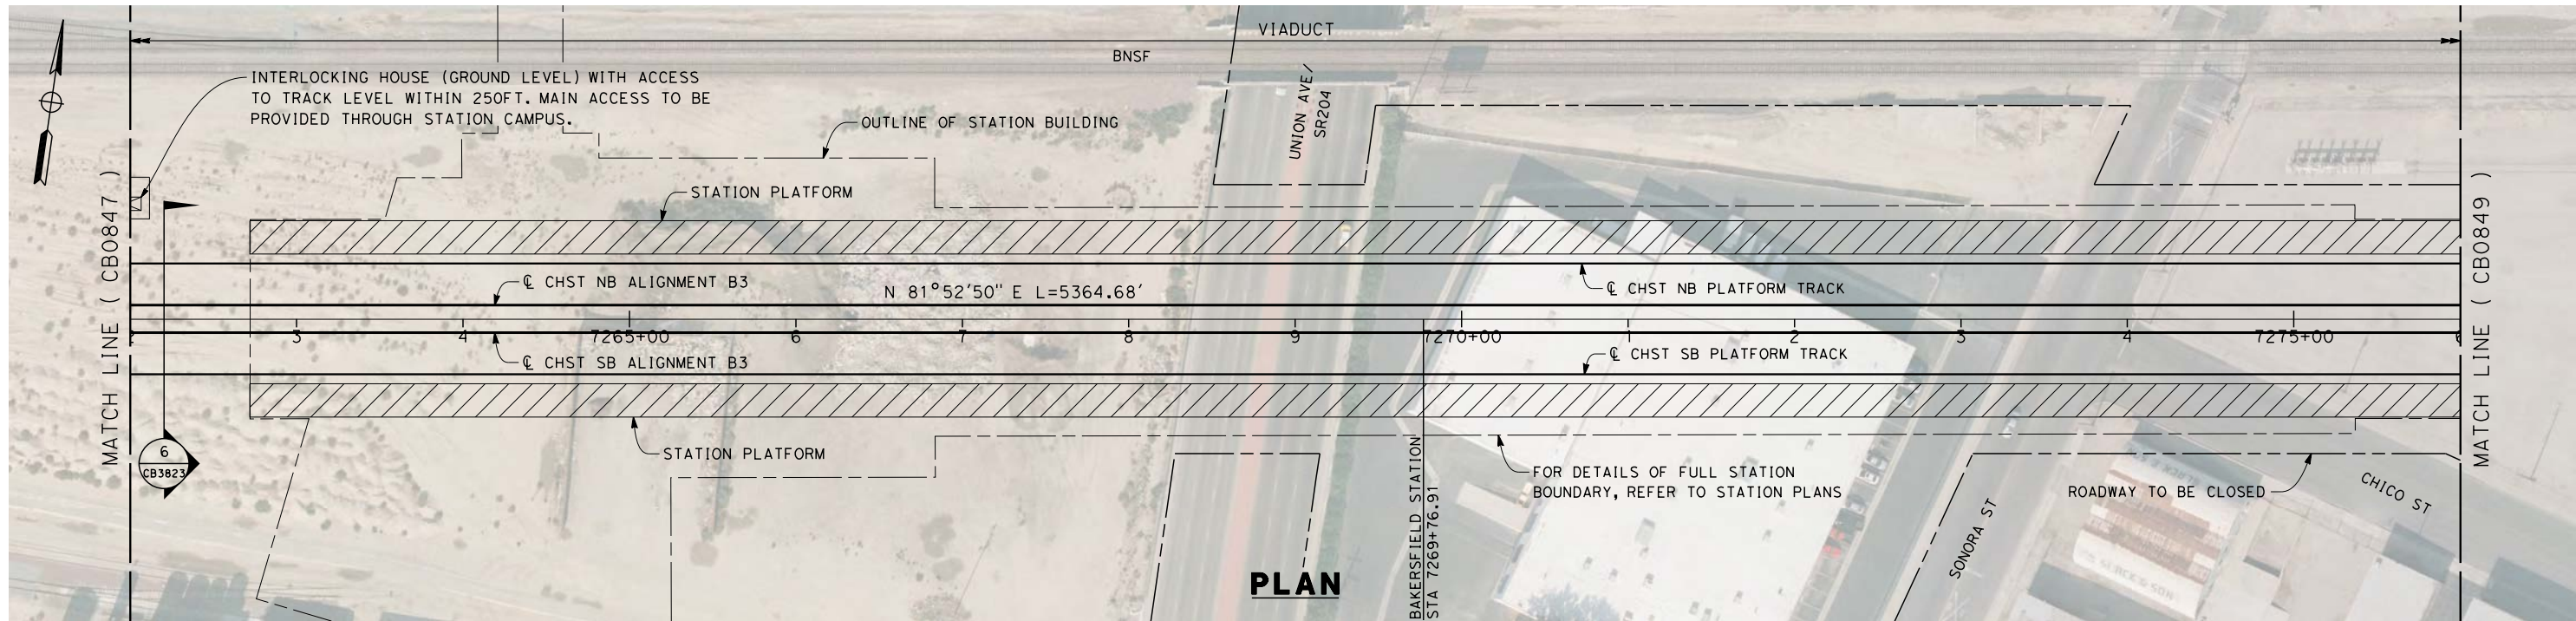 VIADUCT
BNSF
INTERLOCKING HOUSE (GROUND LEVEL) WITH ACCESS
TO TRACK LEVEL WITHIN 250FT. MAIN ACCESS TO BE
PROVIDED THROUGH STATION CAMPUS.
OUTLINE OF STATION BUILDING
UNION AVE/
SR204
STATION PLATFORM
MATCH LINE ( CB0847 )
MATCH LINE ( CB0849 )
℄ CHST NB ALIGNMENT B3
N 81°52'50" E L=5364.68'
℄ CHST NB PLATFORM TRACK
3 4 7265+00 6 7 8 9 7270+00 1 2 3 4 7275+00
℄ CHST SB ALIGNMENT B3
℄ CHST SB PLATFORM TRACK
STATION PLATFORM
6
CB3823
BAKERSFIELD STATION
STA 7269+76.91
FOR DETAILS OF FULL STATION
BOUNDARY, REFER TO STATION PLANS
ROADWAY TO BE CLOSED
CHICO ST
SONORA ST
PLAN